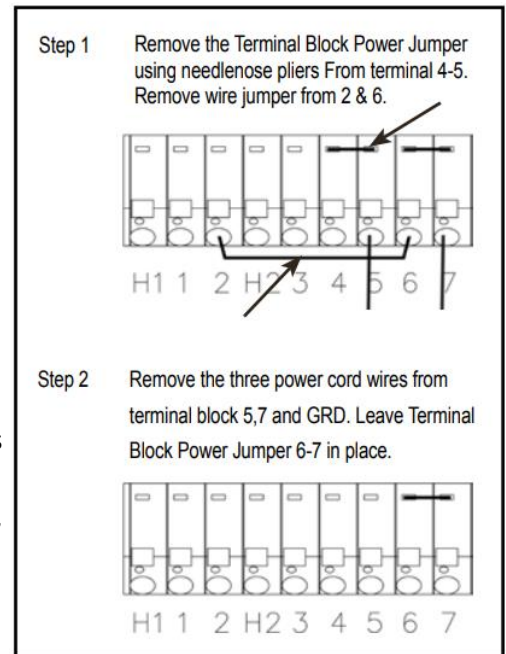 Step 1 Remove the Terminal Block Power Jumper
using needlenose pliers From terminal 4-5.
Remove wire jumper from 2 & 6.
H1 1 2 H2 3 4 5 6 7
Step 2 Remove the three power cord wires from
terminal block 5,7 and GRD. Leave Terminal
Block Power Jumper 6-7 in place.
H1 1 2 H2 3 4 5 6 7